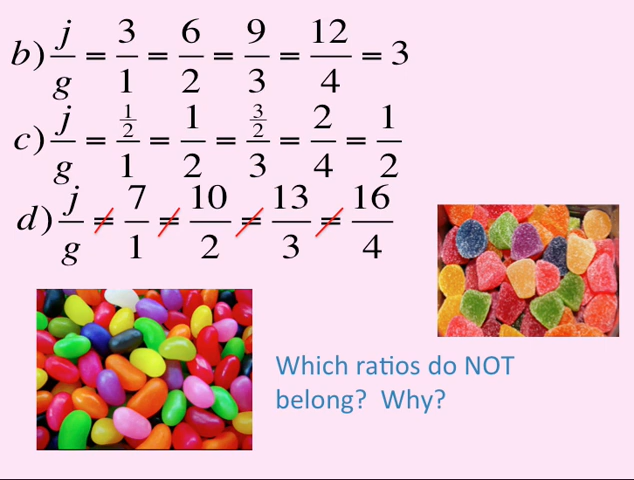 b) j/g = 3/1 = 6/2 = 9/3 = 12/4 = 3
c) j/g = (1/2)/1 = 1/2 = (3/2)/3 = 2/4 = 1/2
d) j/g ≠ 7/1 ≠ 10/2 ≠ 13/3 ≠ 16/4
Which ratios do NOT
belong? Why?